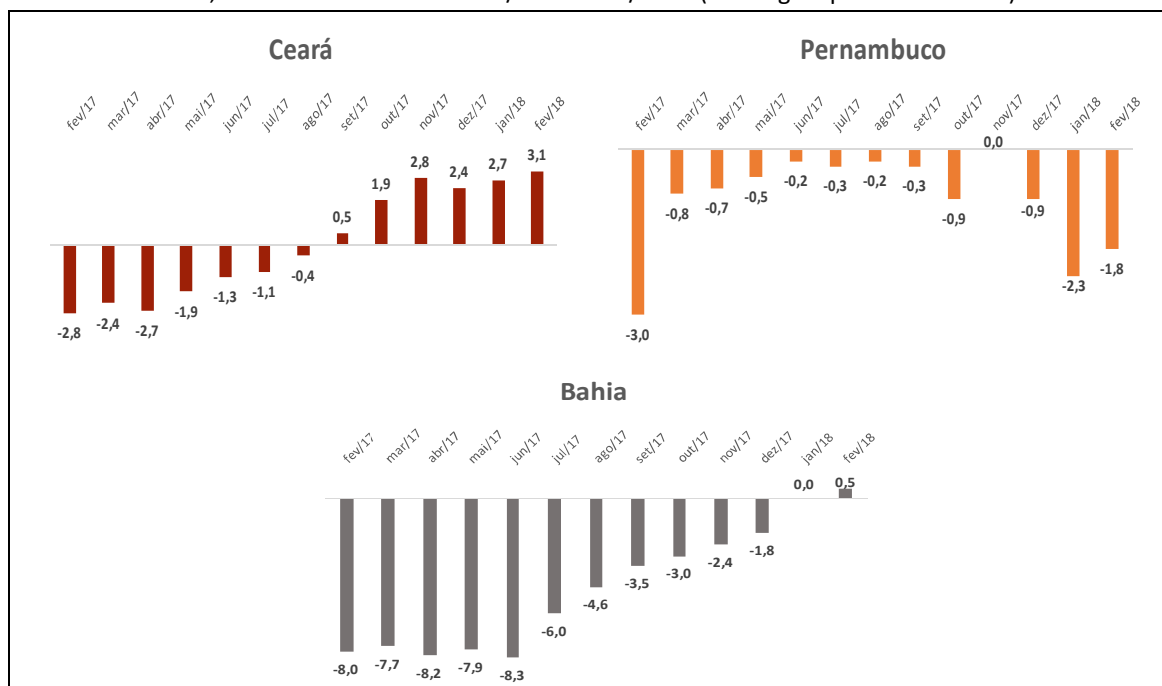 Ceará
fev/17 mar/17 abr/17 mai/17 jun/17 jul/17 ago/17 set/17 out/17 nov/17 dez/17 jan/18 fev/18
-2,8 -2,4 -2,7 -1,9 -1,3 -1,1 -0,4 0,5 1,9 2,8 2,4 2,7 3,1
Pernambuco
fev/17 mar/17 abr/17 mai/17 jun/17 jul/17 ago/17 set/17 out/17 nov/17 dez/17 jan/18 fev/18
-3,0 -0,8 -0,7 -0,5 -0,2 -0,3 -0,2 -0,3 -0,9 0,0 -0,9 -2,3 -1,8
Bahia
fev/17 mar/17 abr/17 mai/17 jun/17 jul/17 ago/17 set/17 out/17 nov/17 dez/17 jan/18 fev/18
-8,0 -7,7 -8,2 -7,9 -8,3 -6,0 -4,6 -3,5 -3,0 -2,4 -1,8 0,0 0,5